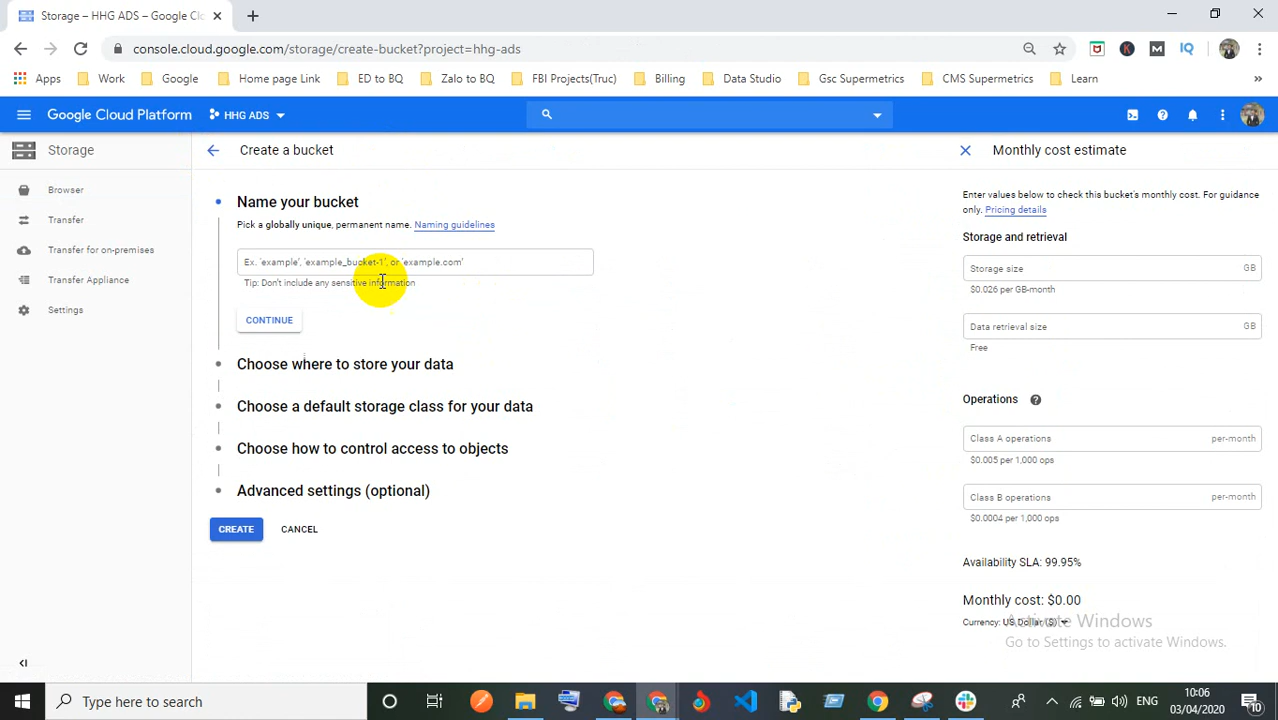 Storage – HHG ADS – Google Cl
console.cloud.google.com/storage/create-bucket?project=hhg-ads
Apps Work Google Home page Link ED to BQ Zalo to BQ FBI Projects(Truc) Billing Data Studio Gsc Supermetrics CMS Supermetrics Learn »
Google Cloud Platform HHG ADS
Storage
Browser
Transfer
Transfer for on-premises
Transfer Appliance
Settings
Create a bucket
Name your bucket
Pick a globally unique, permanent name. Naming guidelines
Ex. 'example', 'example_bucket-1', or 'example.com'
Tip: Don't include any sensitive information
CONTINUE
Choose where to store your data
Choose a default storage class for your data
Choose how to control access to objects
Advanced settings (optional)
CREATE CANCEL
Monthly cost estimate
Enter values below to check this bucket's monthly cost. For guidance
only. Pricing details
Storage and retrieval
Storage size GB
$0.026 per GB-month
Data retrieval size GB
Free
Operations
Class A operations per-month
$0.005 per 1,000 ops
Class B operations per-month
$0.0004 per 1,000 ops
Availability SLA: 99.95%
Monthly cost: $0.00
Currency: US Dollar ($)
Activate Windows
Go to Settings to activate Windows.
Type here to search
ENG
10:06
03/04/2020
10